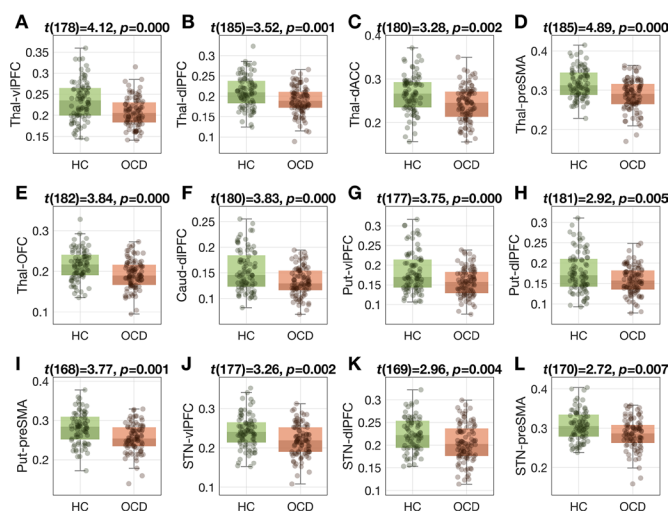 A t(178)=4.12, p=0.000
Thal-vlPFC
0.35
0.3
0.25
0.2
0.15
HC OCD
B t(185)=3.52, p=0.001
Thal-dlPFC
0.3
0.25
0.2
0.15
0.1
HC OCD
C t(180)=3.28, p=0.002
Thal-dACC
0.3
0.2
HC OCD
D t(185)=4.89, p=0.000
Thal-preSMA
0.4
0.3
0.2
HC OCD
E t(182)=3.84, p=0.000
Thal-OFC
0.3
0.2
0.1
HC OCD
F t(180)=3.83, p=0.000
Caud-dlPFC
0.25
0.2
0.15
0.1
HC OCD
G t(177)=3.75, p=0.000
Put-vlPFC
0.3
0.2
0.1
HC OCD
H t(181)=2.92, p=0.005
Put-dlPFC
0.3
0.25
0.2
0.15
0.1
HC OCD
I t(168)=3.77, p=0.001
Put-preSMA
0.4
0.3
0.2
HC OCD
J t(177)=3.26, p=0.002
STN-vlPFC
0.3
0.2
0.1
HC OCD
K t(169)=2.96, p=0.004
STN-dlPFC
0.3
0.25
0.2
0.15
0.1
HC OCD
L t(170)=2.72, p=0.007
STN-preSMA
0.4
0.3
0.2
0.1
HC OCD